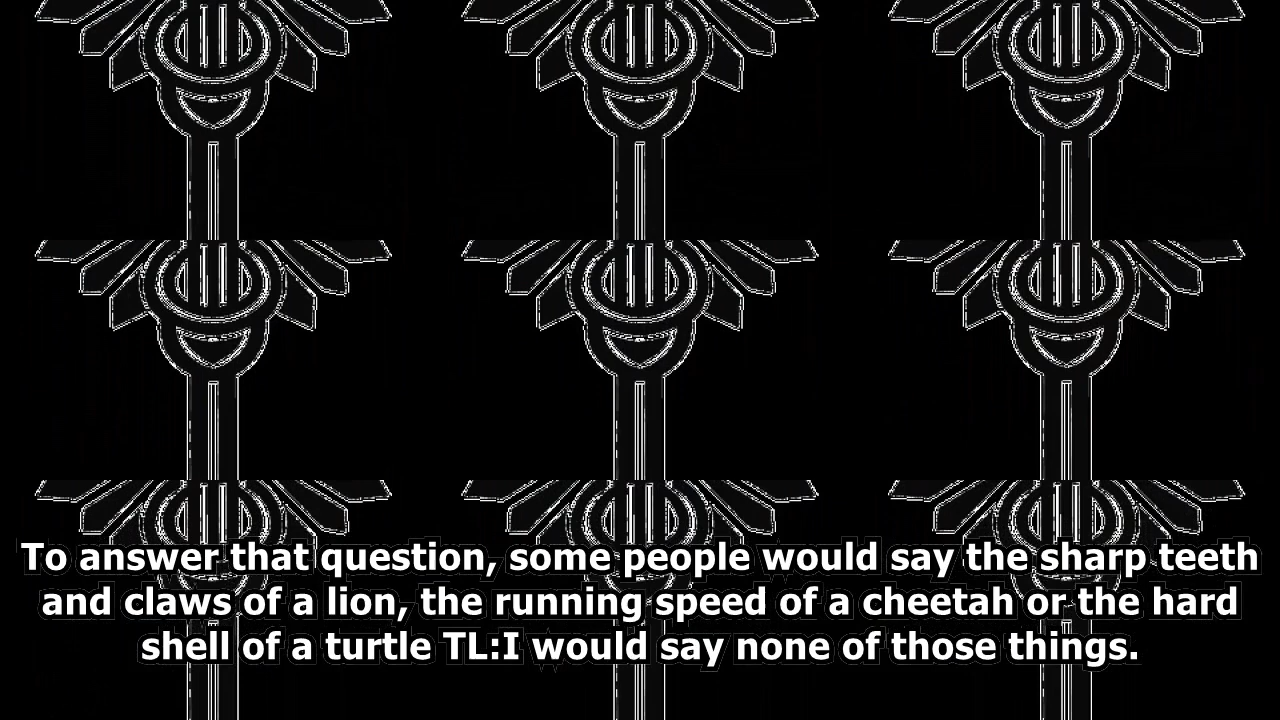 To answer that question, some people would say the sharp teeth
and claws of a lion, the running speed of a cheetah or the hard
shell of a turtle TL:I would say none of those things.